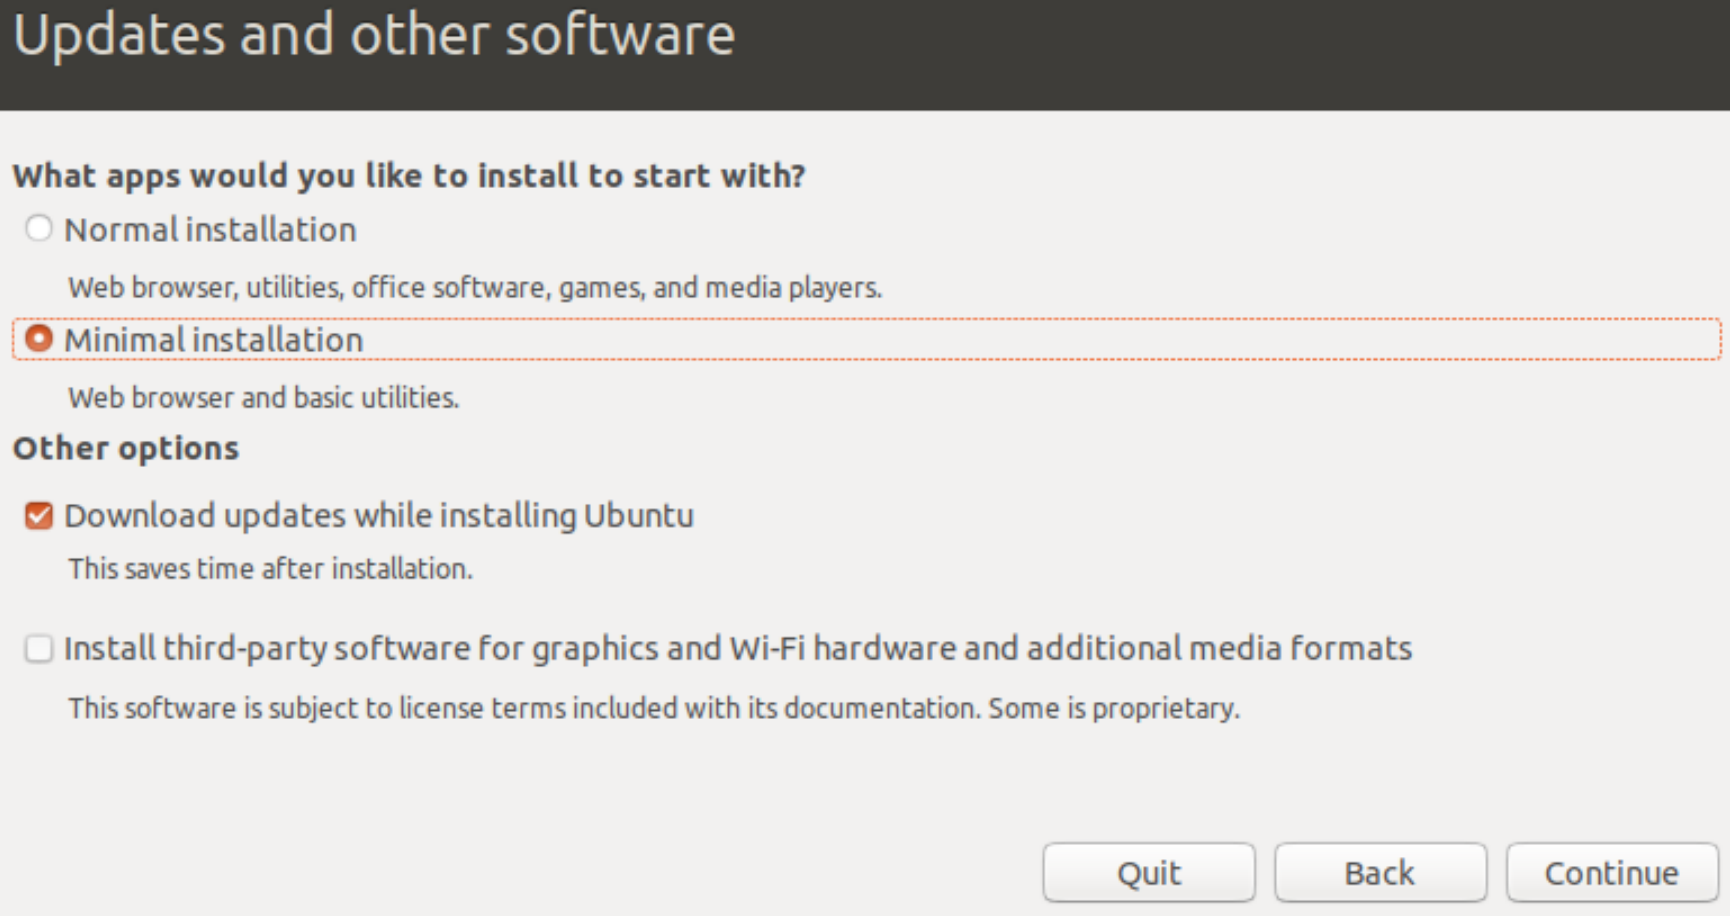 Updates and other software
What apps would you like to install to start with?
Normal installation
Web browser, utilities, office software, games, and media players.
Minimal installation
Web browser and basic utilities.
Other options
Download updates while installing Ubuntu
This saves time after installation.
Install third-party software for graphics and Wi-Fi hardware and additional media formats
This software is subject to license terms included with its documentation. Some is proprietary.
Quit Back Continue